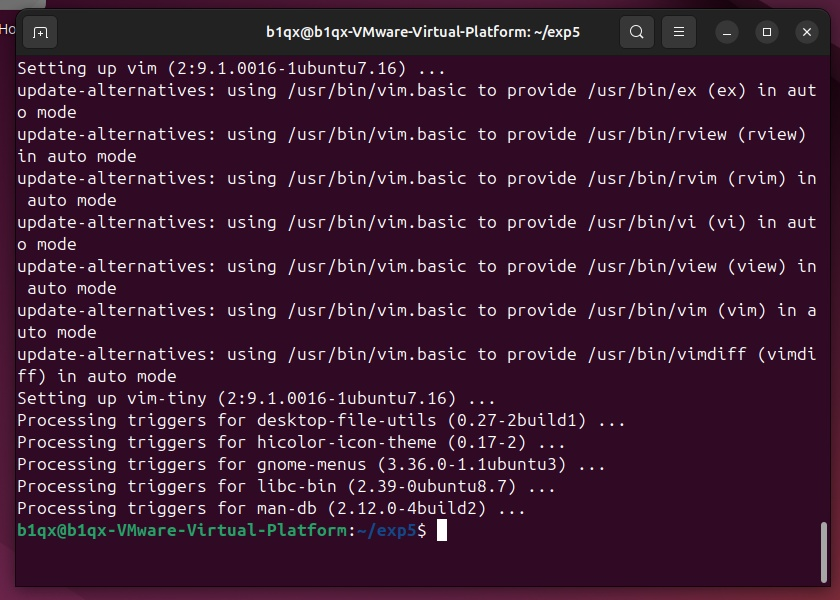 Ho
b1qx@b1qx-VMware-Virtual-Platform: ~/exp5
Setting up vim (2:9.1.0016-1ubuntu7.16) ...
update-alternatives: using /usr/bin/vim.basic to provide /usr/bin/ex (ex) in aut
o mode
update-alternatives: using /usr/bin/vim.basic to provide /usr/bin/rview (rview)
in auto mode
update-alternatives: using /usr/bin/vim.basic to provide /usr/bin/rvim (rvim) in
 auto mode
update-alternatives: using /usr/bin/vim.basic to provide /usr/bin/vi (vi) in aut
o mode
update-alternatives: using /usr/bin/vim.basic to provide /usr/bin/view (view) in
 auto mode
update-alternatives: using /usr/bin/vim.basic to provide /usr/bin/vim (vim) in a
uto mode
update-alternatives: using /usr/bin/vim.basic to provide /usr/bin/vimdiff (vimdi
ff) in auto mode
Setting up vim-tiny (2:9.1.0016-1ubuntu7.16) ...
Processing triggers for desktop-file-utils (0.27-2build1) ...
Processing triggers for hicolor-icon-theme (0.17-2) ...
Processing triggers for gnome-menus (3.36.0-1.1ubuntu3) ...
Processing triggers for libc-bin (2.39-0ubuntu8.7) ...
Processing triggers for man-db (2.12.0-4build2) ...
b1qx@b1qx-VMware-Virtual-Platform:~/exp5$